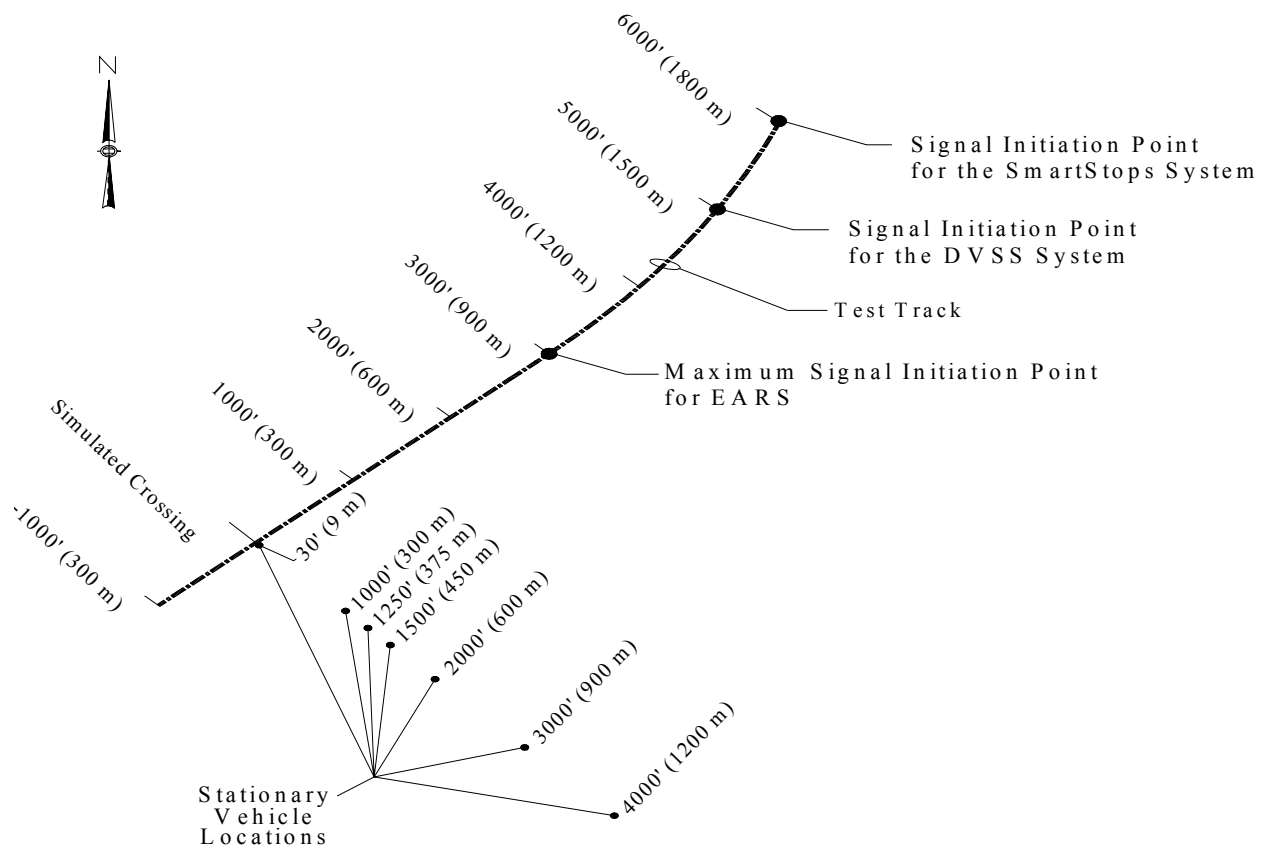 N
6000' (1800 m)
Signal Initiation Point
for the SmartStops System
5000' (1500 m)
Signal Initiation Point
for the DVSS System
4000' (1200 m)
Test Track
3000' (900 m)
Maximum Signal Initiation Point
for EARS
2000' (600 m)
1000' (300 m)
Simulated Crossing
-1000' (300 m)
30' (9 m)
1000' (300 m)
1250' (375 m)
1500' (450 m)
2000' (600 m)
3000' (900 m)
4000' (1200 m)
Stationary
Vehicle
Locations